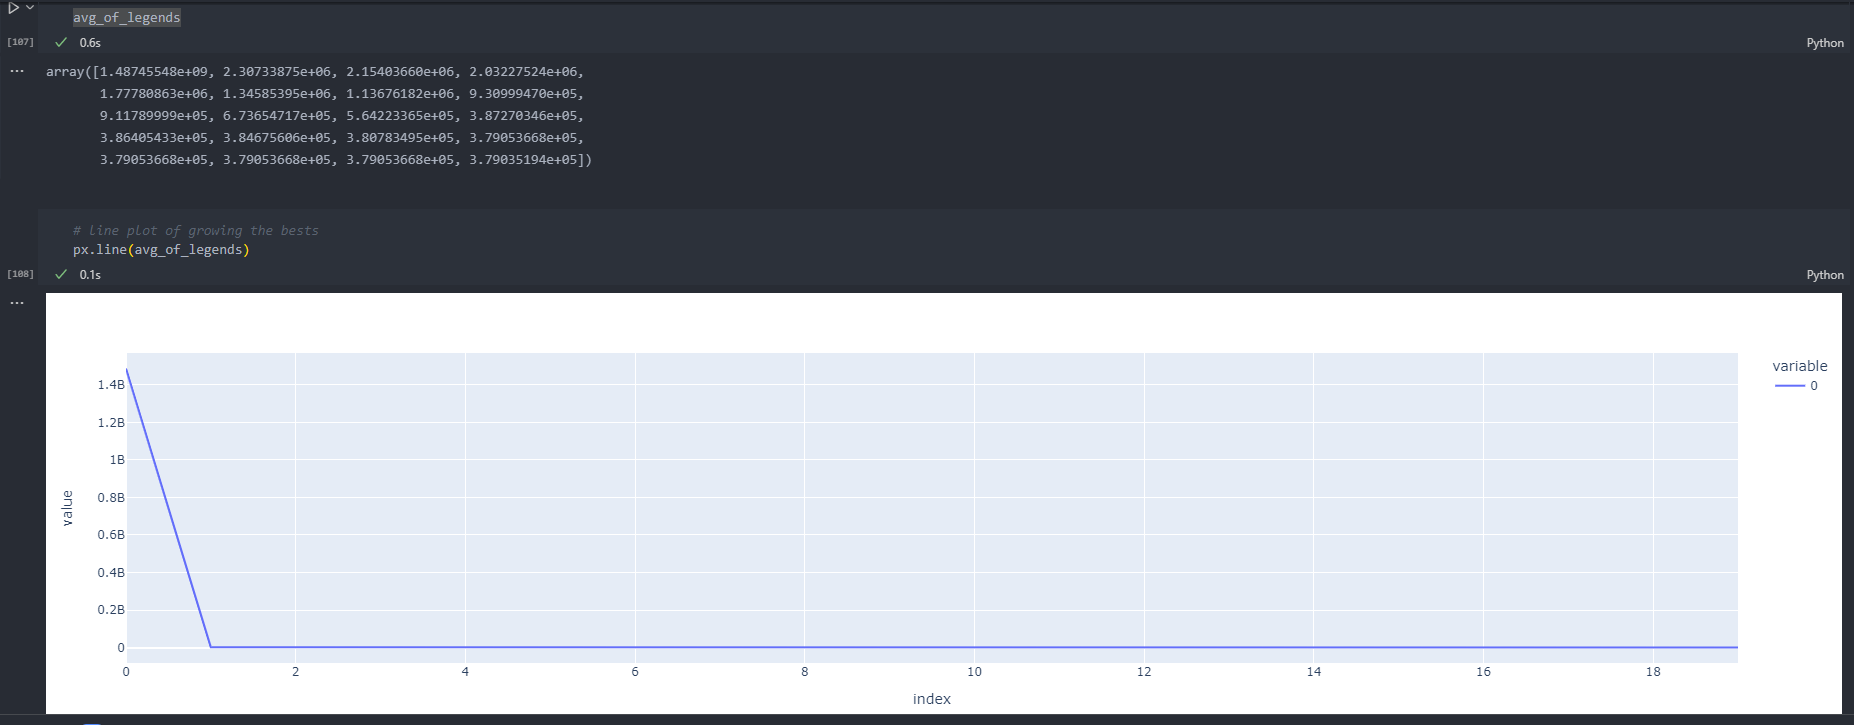 avg_of_legends
[107] 0.6s Python
array([1.48745548e+09, 2.30733875e+06, 2.15403660e+06, 2.03227524e+06,
1.77780863e+06, 1.34585395e+06, 1.13676182e+06, 9.30999470e+05,
9.11789999e+05, 6.73654717e+05, 5.64223365e+05, 3.87270346e+05,
3.86405433e+05, 3.84675606e+05, 3.80783495e+05, 3.79053668e+05,
3.79053668e+05, 3.79053668e+05, 3.79053668e+05, 3.79035194e+05])
# line plot of growing the bests
px.line(avg_of_legends)
[108] 0.1s Python
variable
0
1.4B
1.2B
1B
0.8B
0.6B
0.4B
0.2B
0
value
0 2 4 6 8 10 12 14 16 18
index